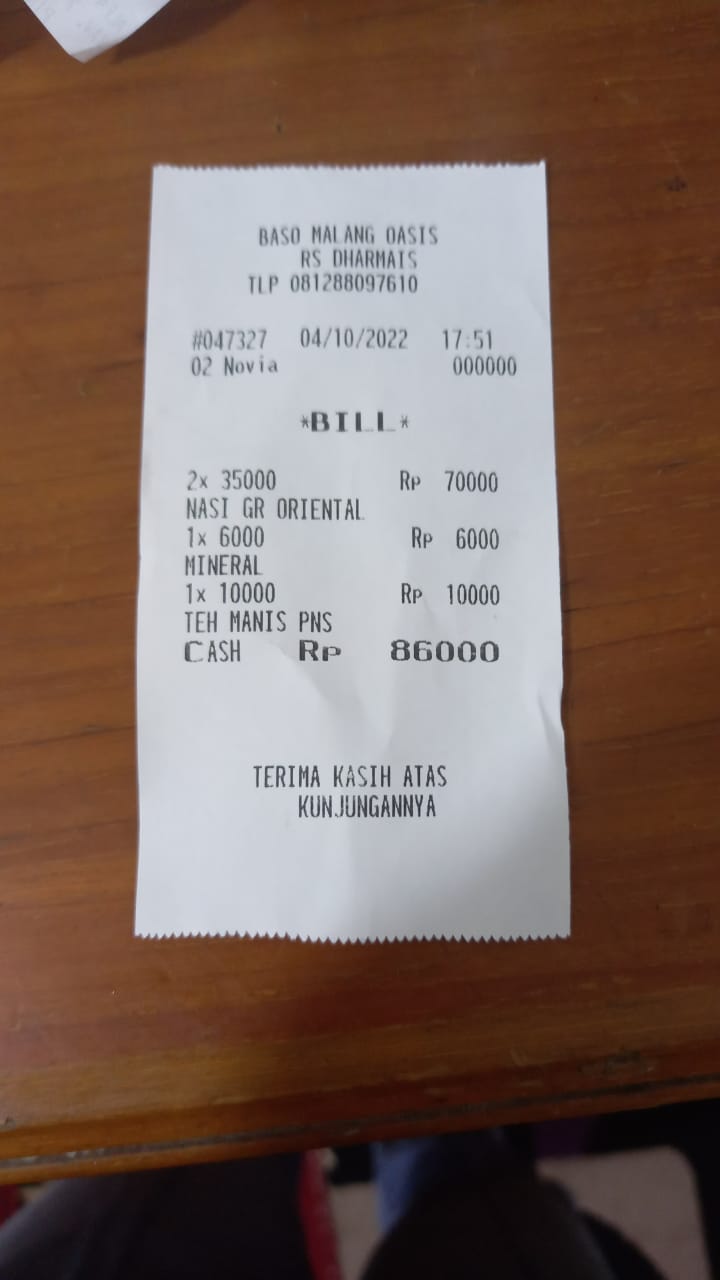 BASO MALANG OASIS
RS DHARMAIS
TLP 081288097610
#047327 04/10/2022 17:51
02 Novia 000000
*BILL*
2x 35000 Rp 70000
NASI GR ORIENTAL
1x 6000 Rp 6000
MINERAL
1x 10000 Rp 10000
TEH MANIS PNS
CASH Rp 86000
TERIMA KASIH ATAS
KUNJUNGANNYA